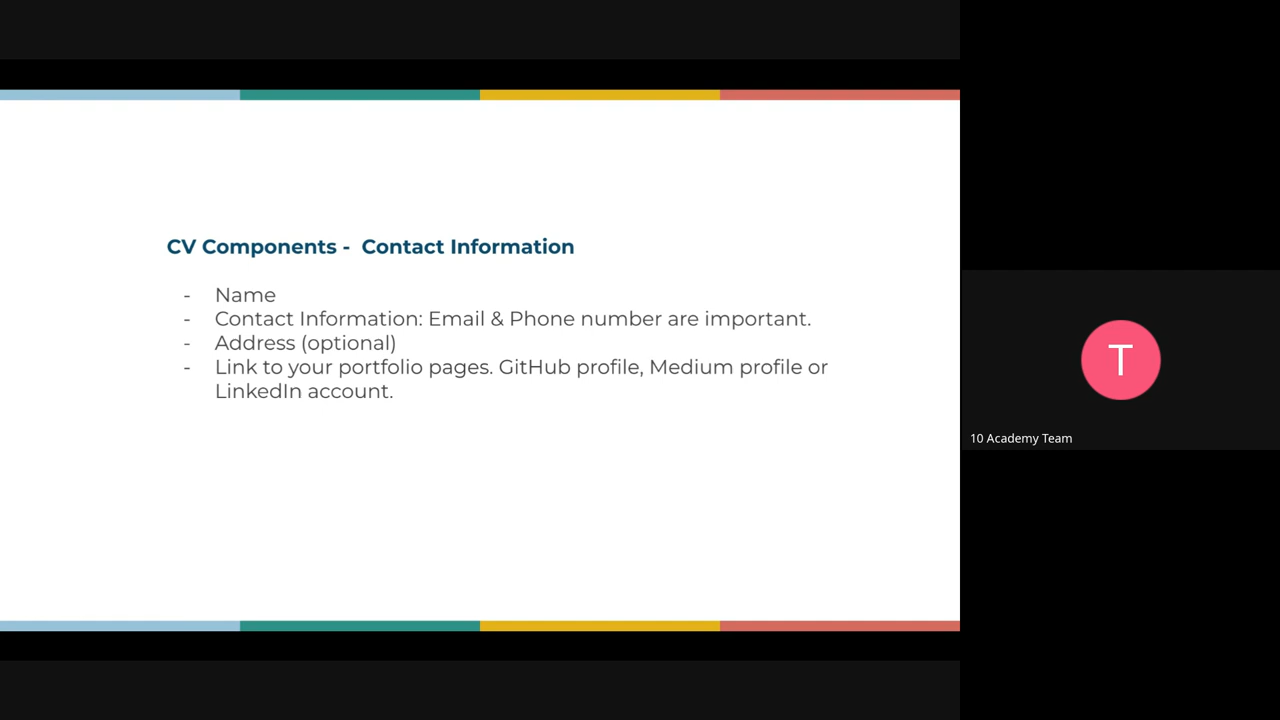 CV Components -  Contact Information
- Name
- Contact Information: Email & Phone number are important.
- Address (optional)
- Link to your portfolio pages. GitHub profile, Medium profile or
LinkedIn account.
T
10 Academy Team